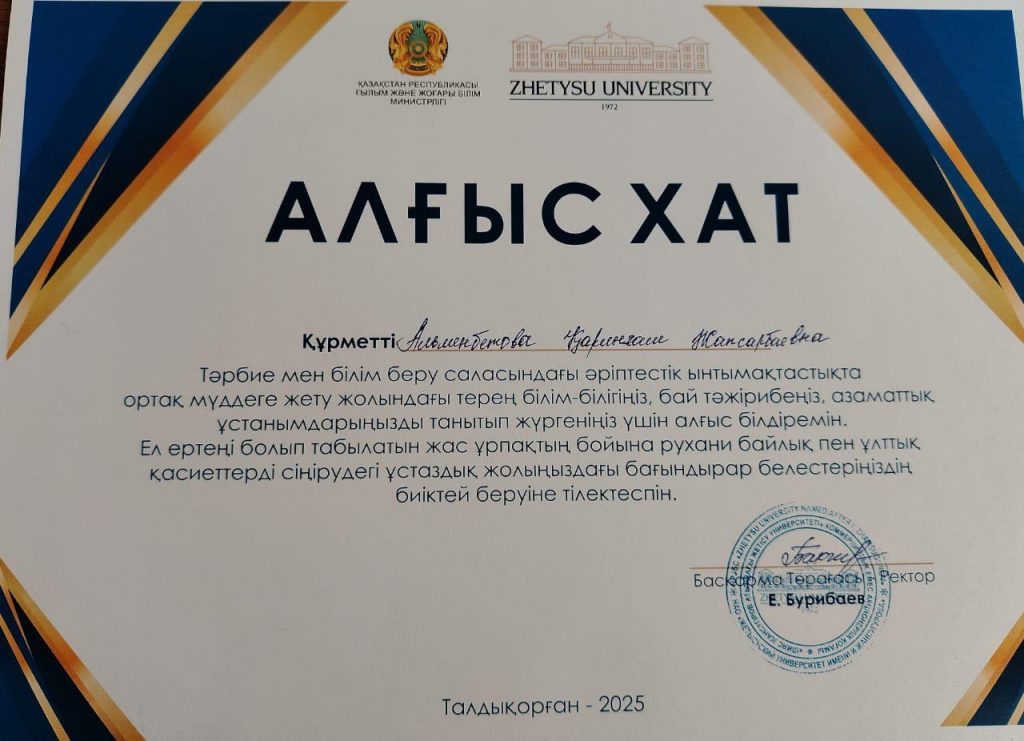 ҚАЗАҚСТАН РЕСПУБЛИКАСЫ
ҒЫЛЫМ ЖӘНЕ ЖОҒАРЫ БІЛІМ
МИНИСТРЛІГІ
ZHETYSU UNIVERSITY
1972
АЛҒЫС ХАТ
Құрметті Альменбетова Қарлығаш Жапсарбаевна
Тәрбие мен білім беру саласындағы әріптестік ынтымақтастықта
ортақ мүддеге жету жолындағы терең білім-білігіңіз, бай тәжірибеңіз, азаматтық
ұстанымдарыңызды танытып жүргеніңіз үшін алғыс білдіремін.
Ел ертеңі болып табылатын жас ұрпақтың бойына рухани байлық пен ұлттық
қасиеттерді сіңірудегі ұстаздық жолыңыздағы бағындырар белестеріңіздің
биіктей беруіне тілектеспін.
Басқарма Төрағасы-Ректор
Е. Бурибаев
Талдықорған - 2025